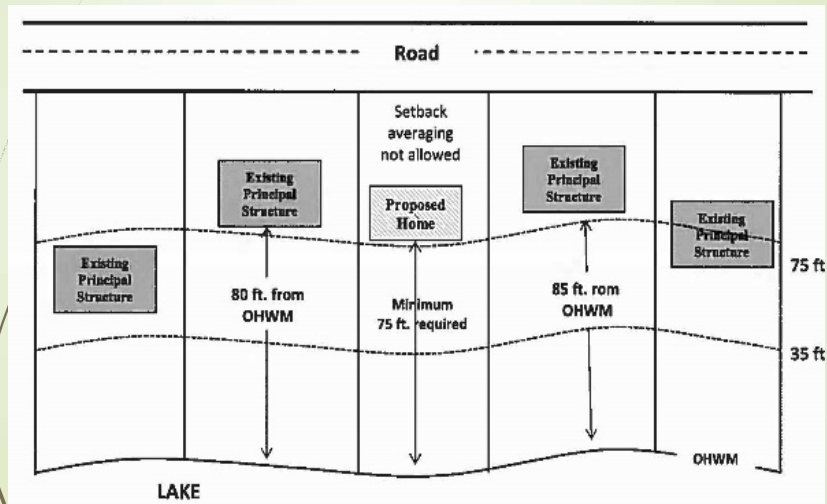 Road
Setback
averaging
not allowed
Existing
Principal
Structure
Existing
Principal
Structure
Proposed
Home
Existing
Principal
Structure
Existing
Principal
Structure
75 ft
80 ft. from
OHWM
Minimum
75 ft. required
85 ft. rom
OHWM
35 ft
OHWM
LAKE